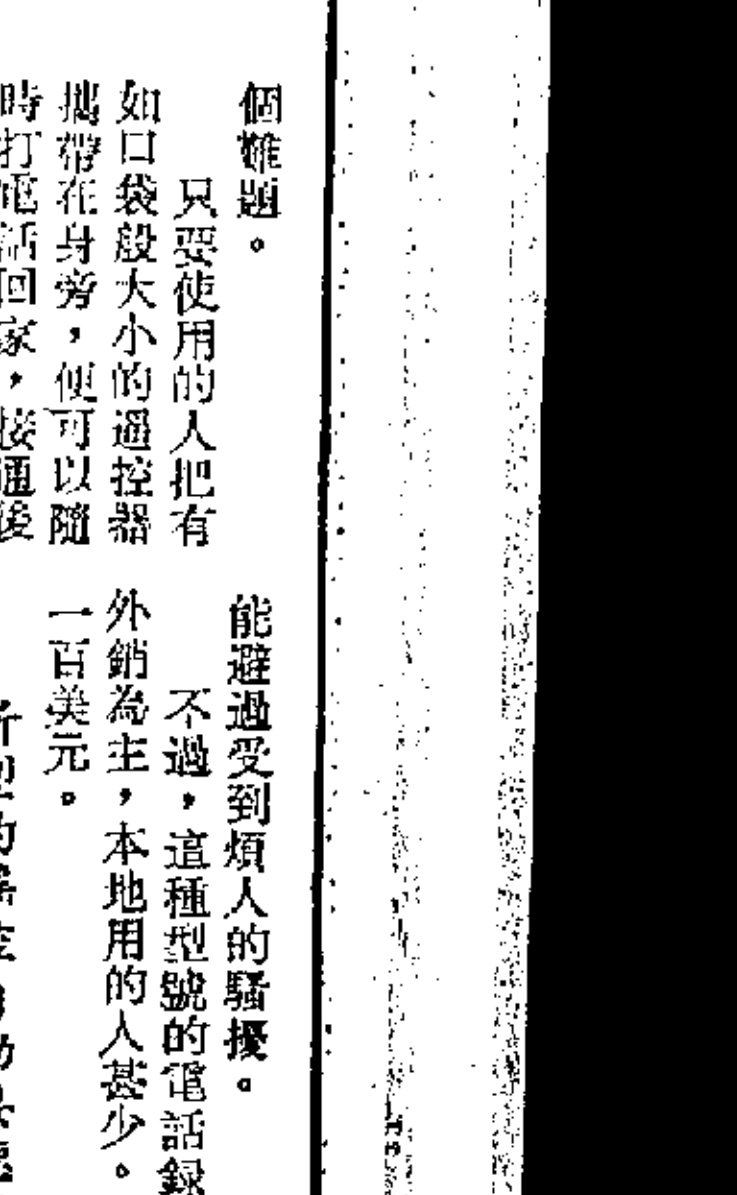 個難題。
只要使用的人把有
如口袋般大小的遥控器
攜帶在身旁，便可以隨
時打電話回家，接通後
能避過受到煩人的騷擾。
不過，這種型號的電話録
外銷為主，本地用的人甚少。
一百美元。